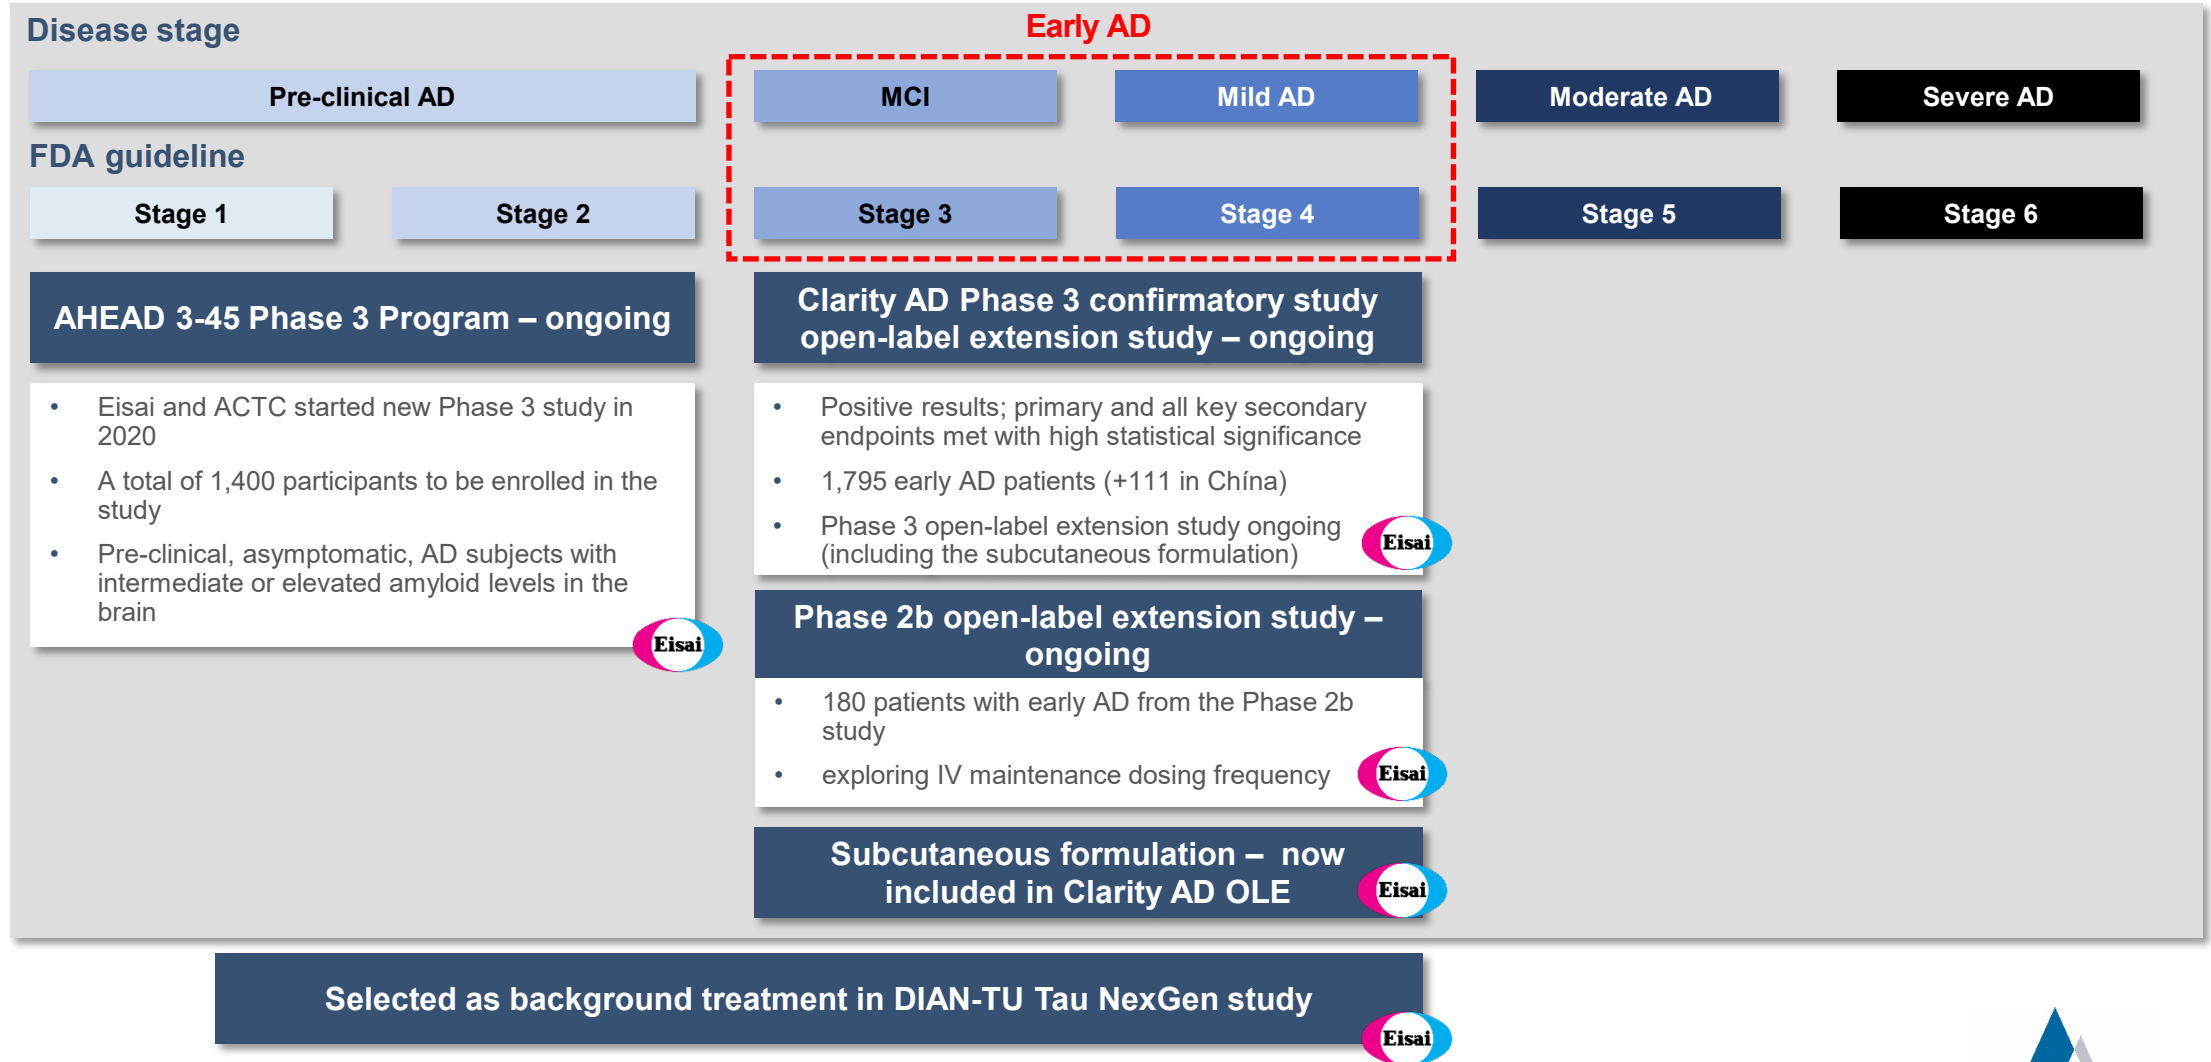 Disease stage
Early AD
Pre-clinical AD
MCI
Mild AD
Moderate AD
Severe AD
FDA guideline
Stage 1
Stage 2
Stage 3
Stage 4
Stage 5
Stage 6
AHEAD 3-45 Phase 3 Program – ongoing
• Eisai and ACTC started new Phase 3 study in
2020
• A total of 1,400 participants to be enrolled in the
study
• Pre-clinical, asymptomatic, AD subjects with
intermediate or elevated amyloid levels in the
brain
Eisai
Clarity AD Phase 3 confirmatory study
open-label extension study – ongoing
• Positive results; primary and all key secondary
endpoints met with high statistical significance
• 1,795 early AD patients (+111 in Chína)
• Phase 3 open-label extension study ongoing
(including the subcutaneous formulation)
Eisai
Phase 2b open-label extension study –
ongoing
• 180 patients with early AD from the Phase 2b
study
• exploring IV maintenance dosing frequency
Eisai
Subcutaneous formulation – now
included in Clarity AD OLE
Eisai
Selected as background treatment in DIAN-TU Tau NexGen study
Eisai